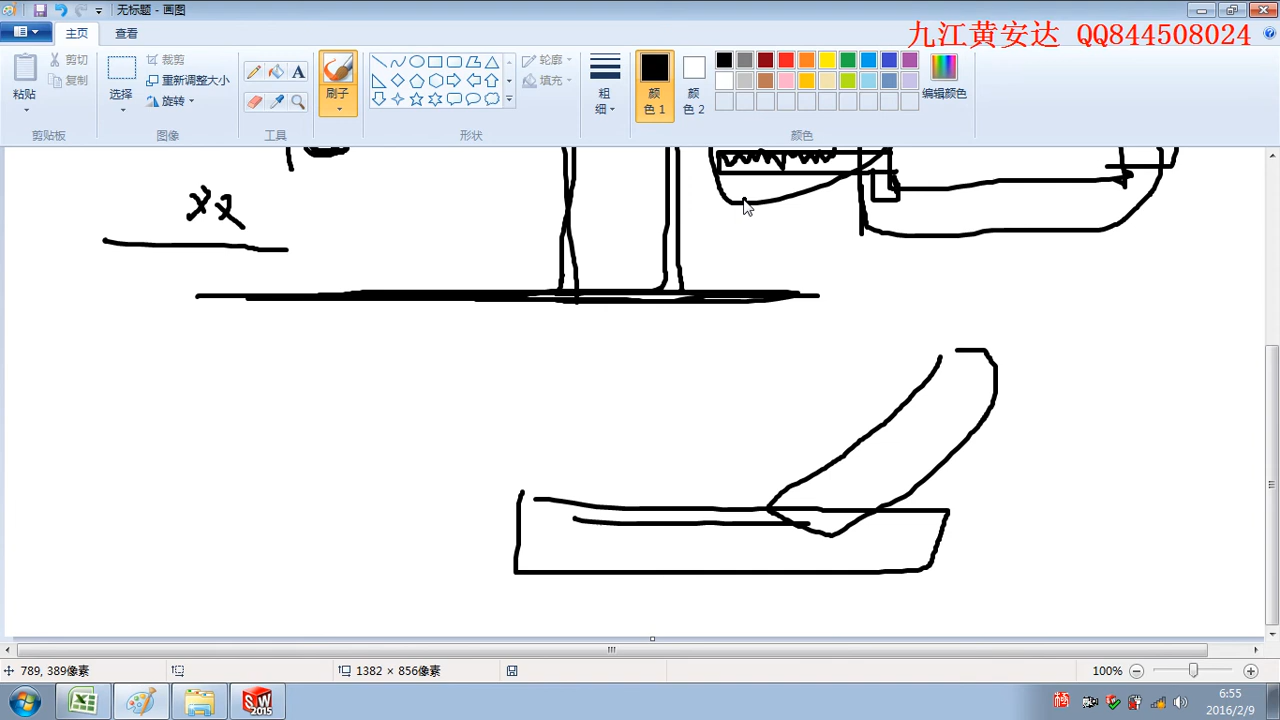 无标题 - 画图
九江黄安达 QQ844508024
主页 查看
粘贴 剪切 复制 选择 裁剪 重新调整大小 旋转 A 刷子 轮廓 填充 粗细 颜色 1 颜色 2 编辑颜色
剪贴板 图像 工具 形状 颜色
xx
789, 389像素 1382 × 856像素 100%
SW 2015
6:55
2016/2/9